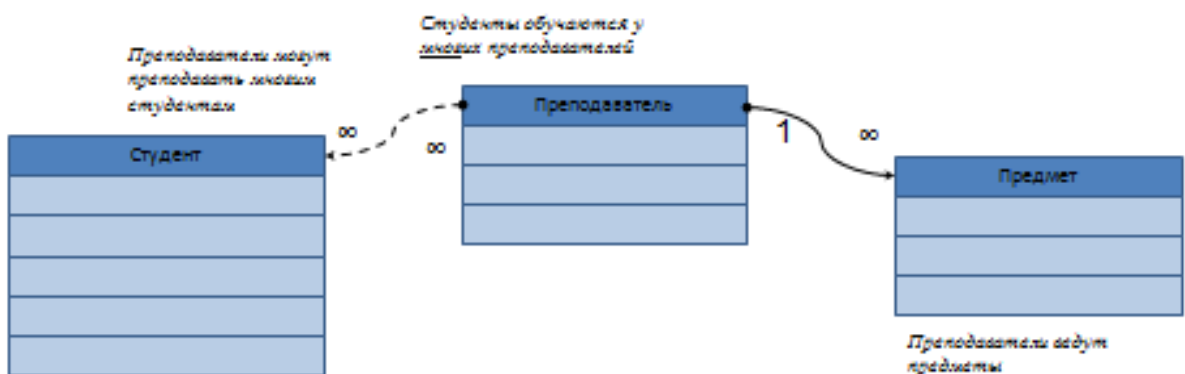 Студенты обучаются у
многих преподавателей
Преподаватели могут
преподавать многим
студентам
Преподаватель
∞
∞
1
∞
Студент
Предмет
Преподаватели ведут
предметы